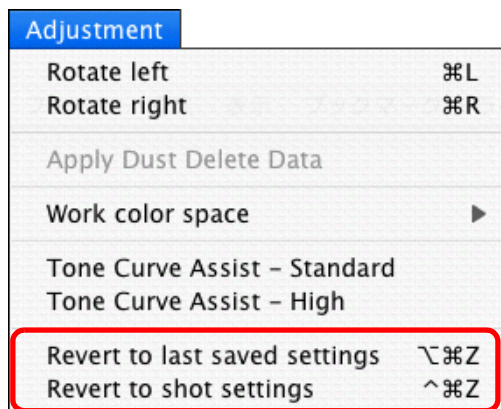 Adjustment
Rotate left ⌘L
Rotate right ⌘R
Apply Dust Delete Data
Work color space ▶
Tone Curve Assist – Standard
Tone Curve Assist – High
Revert to last saved settings ⌥⌘Z
Revert to shot settings ^⌘Z